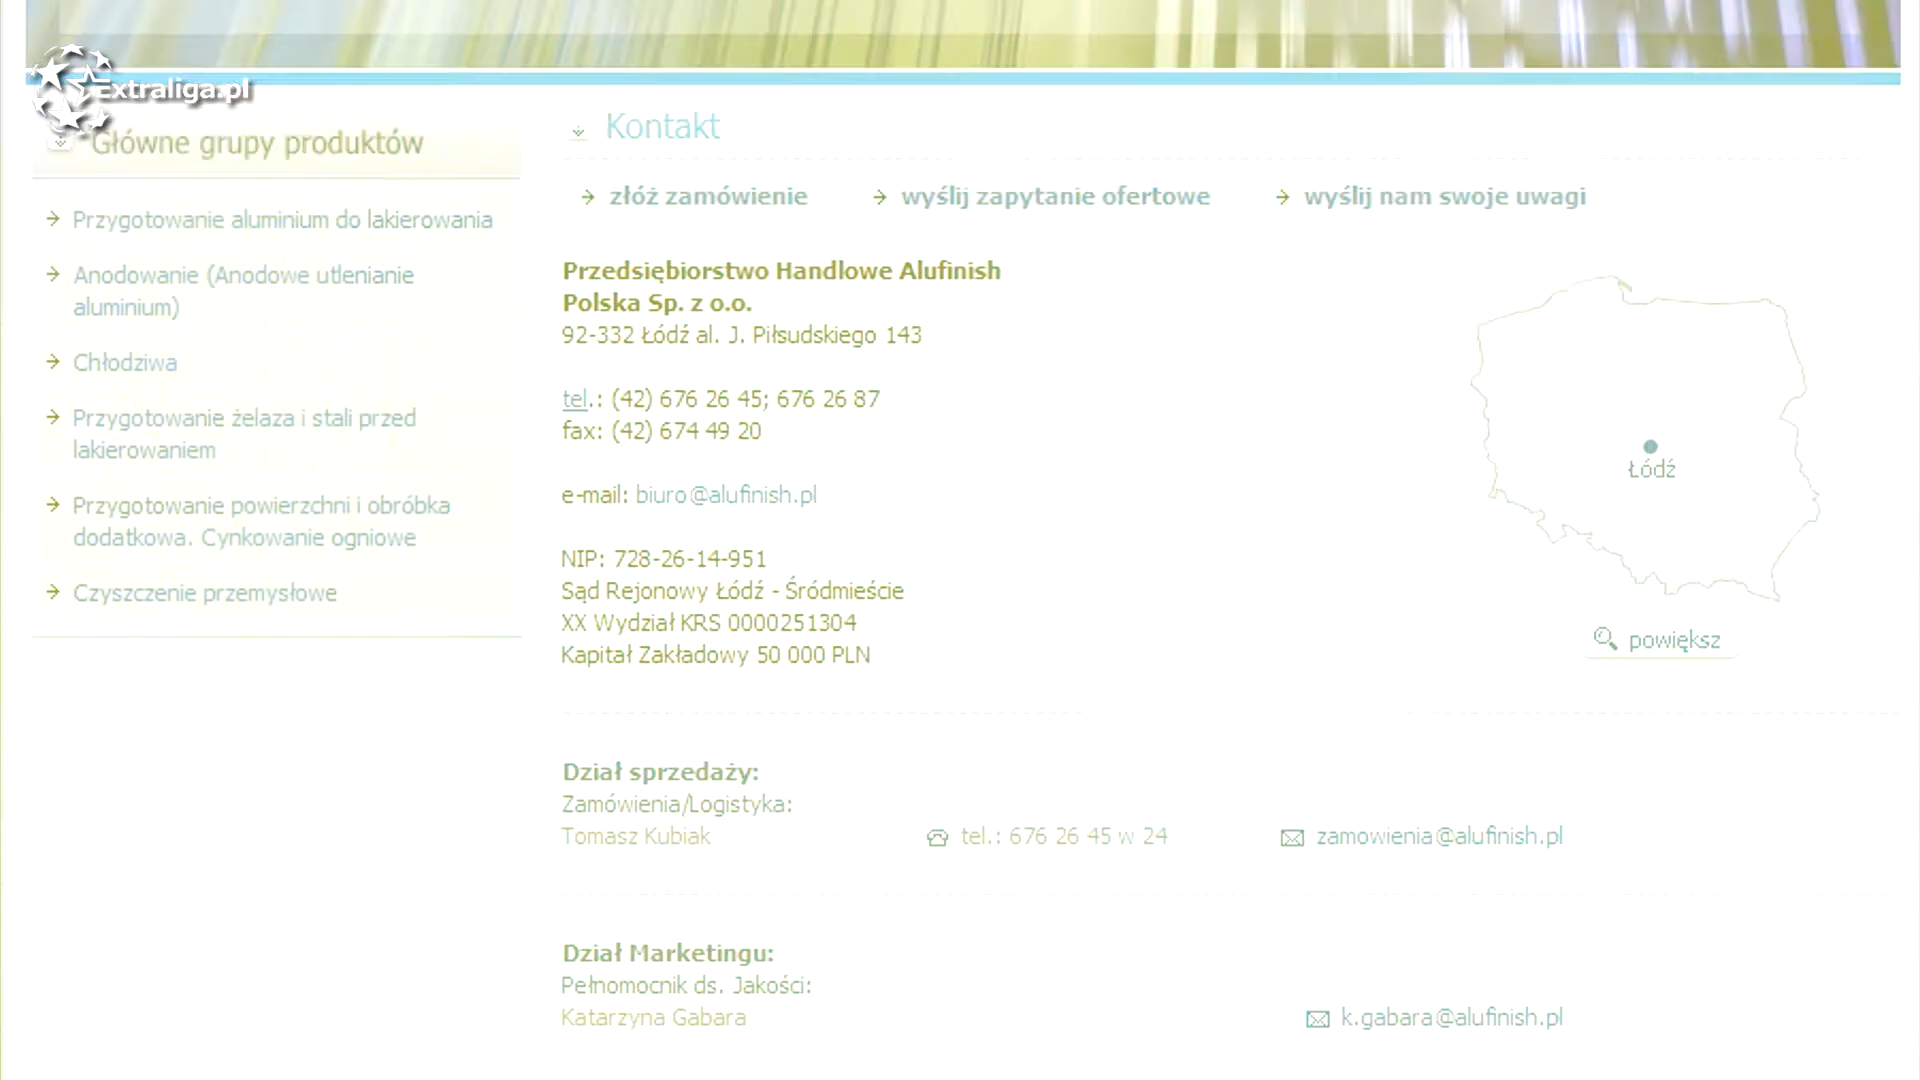 Extraliga.pl
Główne grupy produktów
Przygotowanie aluminium do lakierowania
Anodowanie (Anodowe utlenianie
aluminium)
Chłodziwa
Przygotowanie żelaza i stali przed
lakierowaniem
Przygotowanie powierzchni i obróbka
dodatkowa. Cynkowanie ogniowe
Czyszczenie przemysłowe
Kontakt
złóż zamówienie
wyślij zapytanie ofertowe
wyślij nam swoje uwagi
Przedsiębiorstwo Handlowe Alufinish
Polska Sp. z o.o.
92-332 Łódź al. J. Piłsudskiego 143
tel.: (42) 676 26 45; 676 26 87
fax: (42) 674 49 20
e-mail: biuro@alufinish.pl
NIP: 728-26-14-951
Sąd Rejonowy Łódź - Śródmieście
XX Wydział KRS 0000251304
Kapitał Zakładowy 50 000 PLN
Łódź
powiększ
Dział sprzedaży:
Zamówienia/Logistyka:
Tomasz Kubiak tel.: 676 26 45 w 24 zamowienia@alufinish.pl
Dział Marketingu:
Pełnomocnik ds. Jakości:
Katarzyna Gabara k.gabara@alufinish.pl